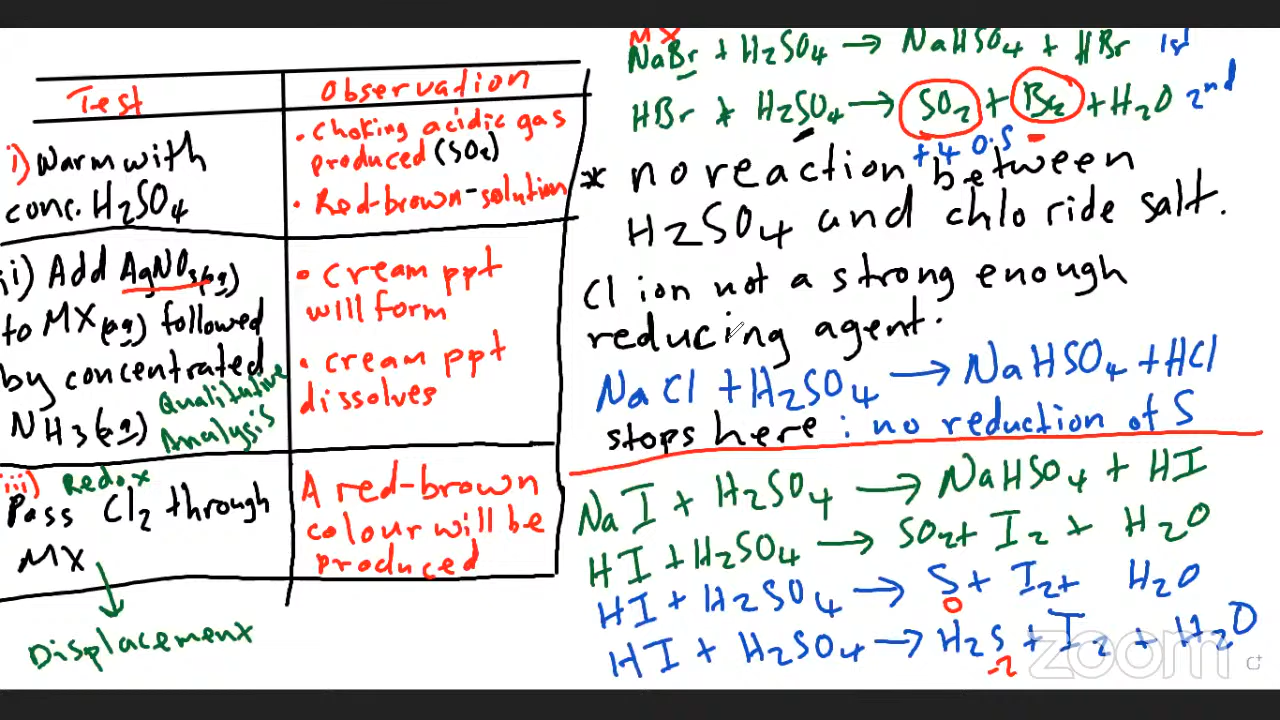 Test
Observation
i) Warm with
conc. H2SO4
• Choking acidic gas
produced (SO2)
• Red-brown-solution
ii) Add AgNO3(aq)
to MX(aq) followed
by concentrated
NH3(aq)
Qualitative
Analysis
• cream ppt
will form
• cream ppt
dissolves
iii) Redox
Pass Cl2 through
MX
Displacement
A red-brown
colour will be
produced
MX
NaBr + H2SO4 → NaHSO4 + HBr 1st
HBr + H2SO4 → SO2 + Br2 + H2O 2nd
+4 O.S
* no reaction between
H2SO4 and chloride salt.
Cl ion not a strong enough
reducing agent.
NaCl + H2SO4 → NaHSO4 + HCl
stops here : no reduction of S
NaI + H2SO4 → NaHSO4 + HI
HI + H2SO4 → SO2 + I2 + H2O
HI + H2SO4 → S + I2 + H2O
0
HI + H2SO4 → H2S + I2 + H2O
-2
zoom